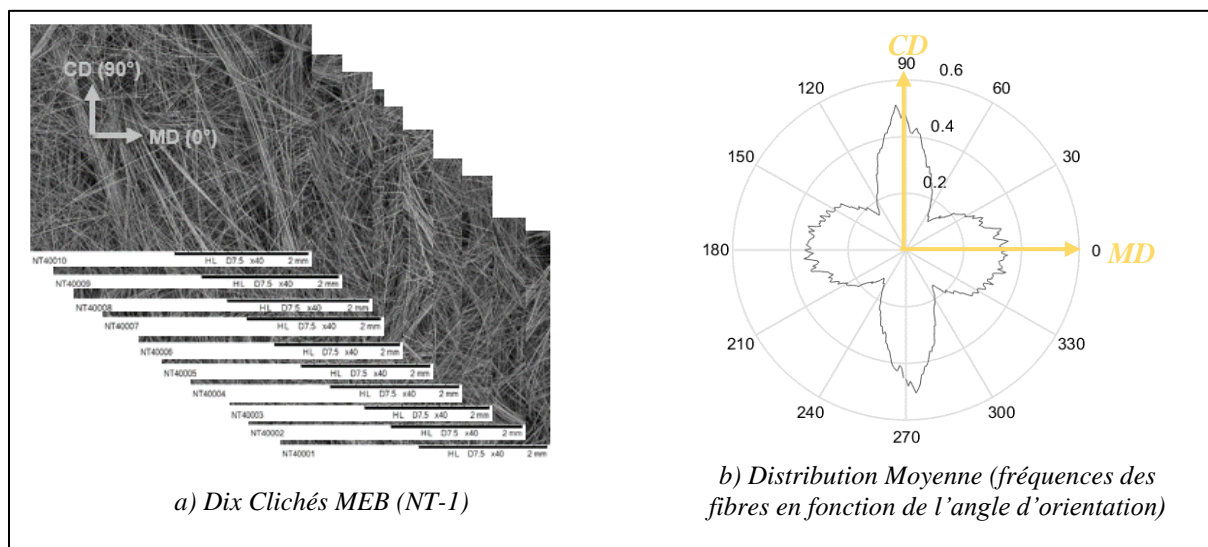 CD (90°)
MD (0°)
NT40010 HL D7.5 x40 2 mm
NT40009 HL D7.5 x40 2 mm
NT40008 HL D7.5 x40 2 mm
NT40007 HL D7.5 x40 2 mm
NT40006 HL D7.5 x40 2 mm
NT40005 HL D7.5 x40 2 mm
NT40004 HL D7.5 x40 2 mm
NT40003 HL D7.5 x40 2 mm
NT40002 HL D7.5 x40 2 mm
NT40001 HL D7.5 x40 2 mm
a) Dix Clichés MEB (NT-1)
CD
90
0.6
120
60
0.4
150
30
0.2
180
0
MD
210
330
240
300
270
b) Distribution Moyenne (fréquences des
fibres en fonction de l’angle d’orientation)